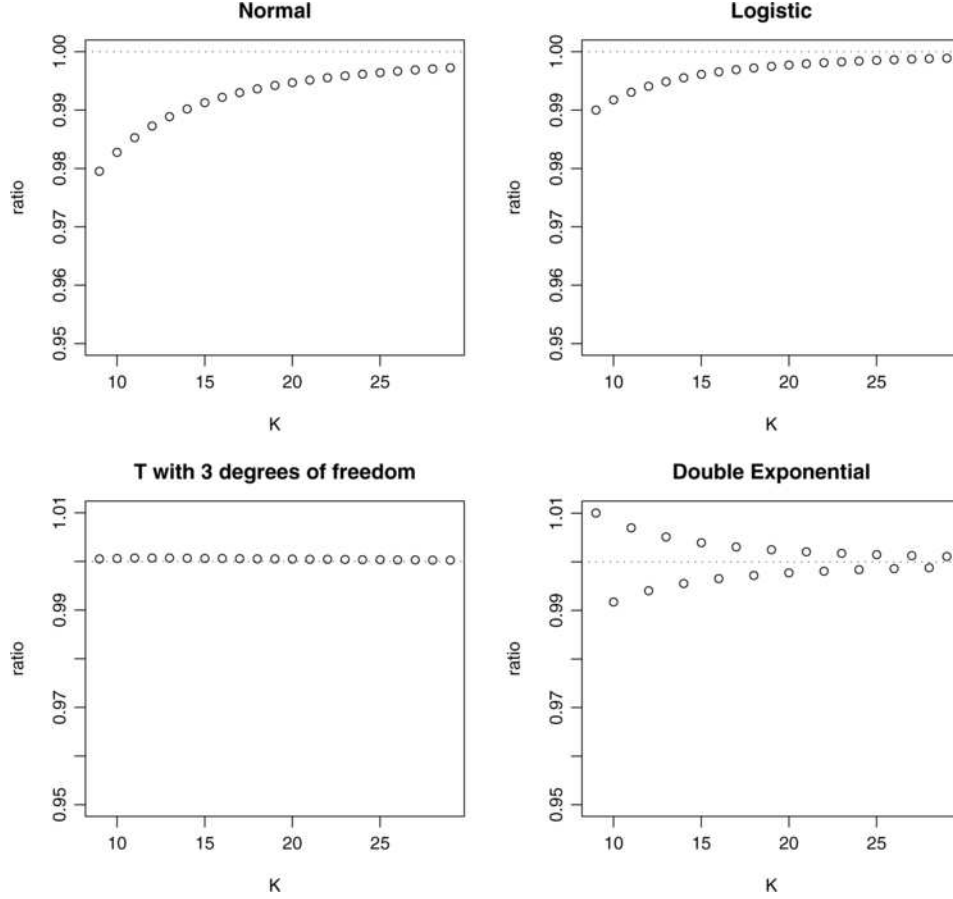 Normal
ratio
0.95 0.96 0.97 0.98 0.99 1.00
10 15 20 25
K
Logistic
ratio
0.95 0.96 0.97 0.98 0.99 1.00
10 15 20 25
K
T with 3 degrees of freedom
ratio
0.95 0.97 0.99 1.01
10 15 20 25
K
Double Exponential
ratio
0.95 0.97 0.99 1.01
10 15 20 25
K